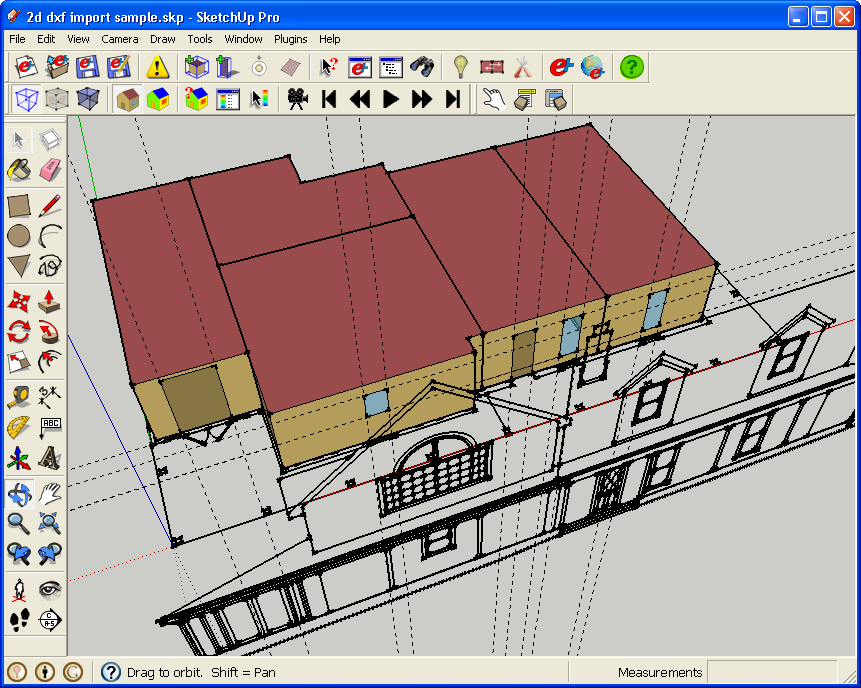 2d dxf import sample.skp - SketchUp Pro
File Edit View Camera Draw Tools Window Plugins Help
ABC
C
A-5
Drag to orbit. Shift = Pan
Measurements